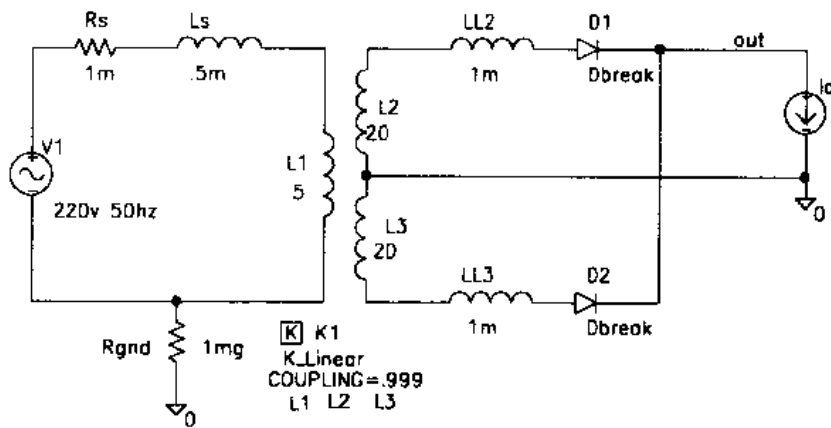 Rs
Ls
1m
.5m
LL2
1m
D1
Dbreak
out
V1
220v 50hz
L1
5
L2
20
L3
20
0
LL3
1m
D2
Dbreak
Rgnd
1mg
0
K K1
K_Linear
COUPLING=.999
L1 L2 L3